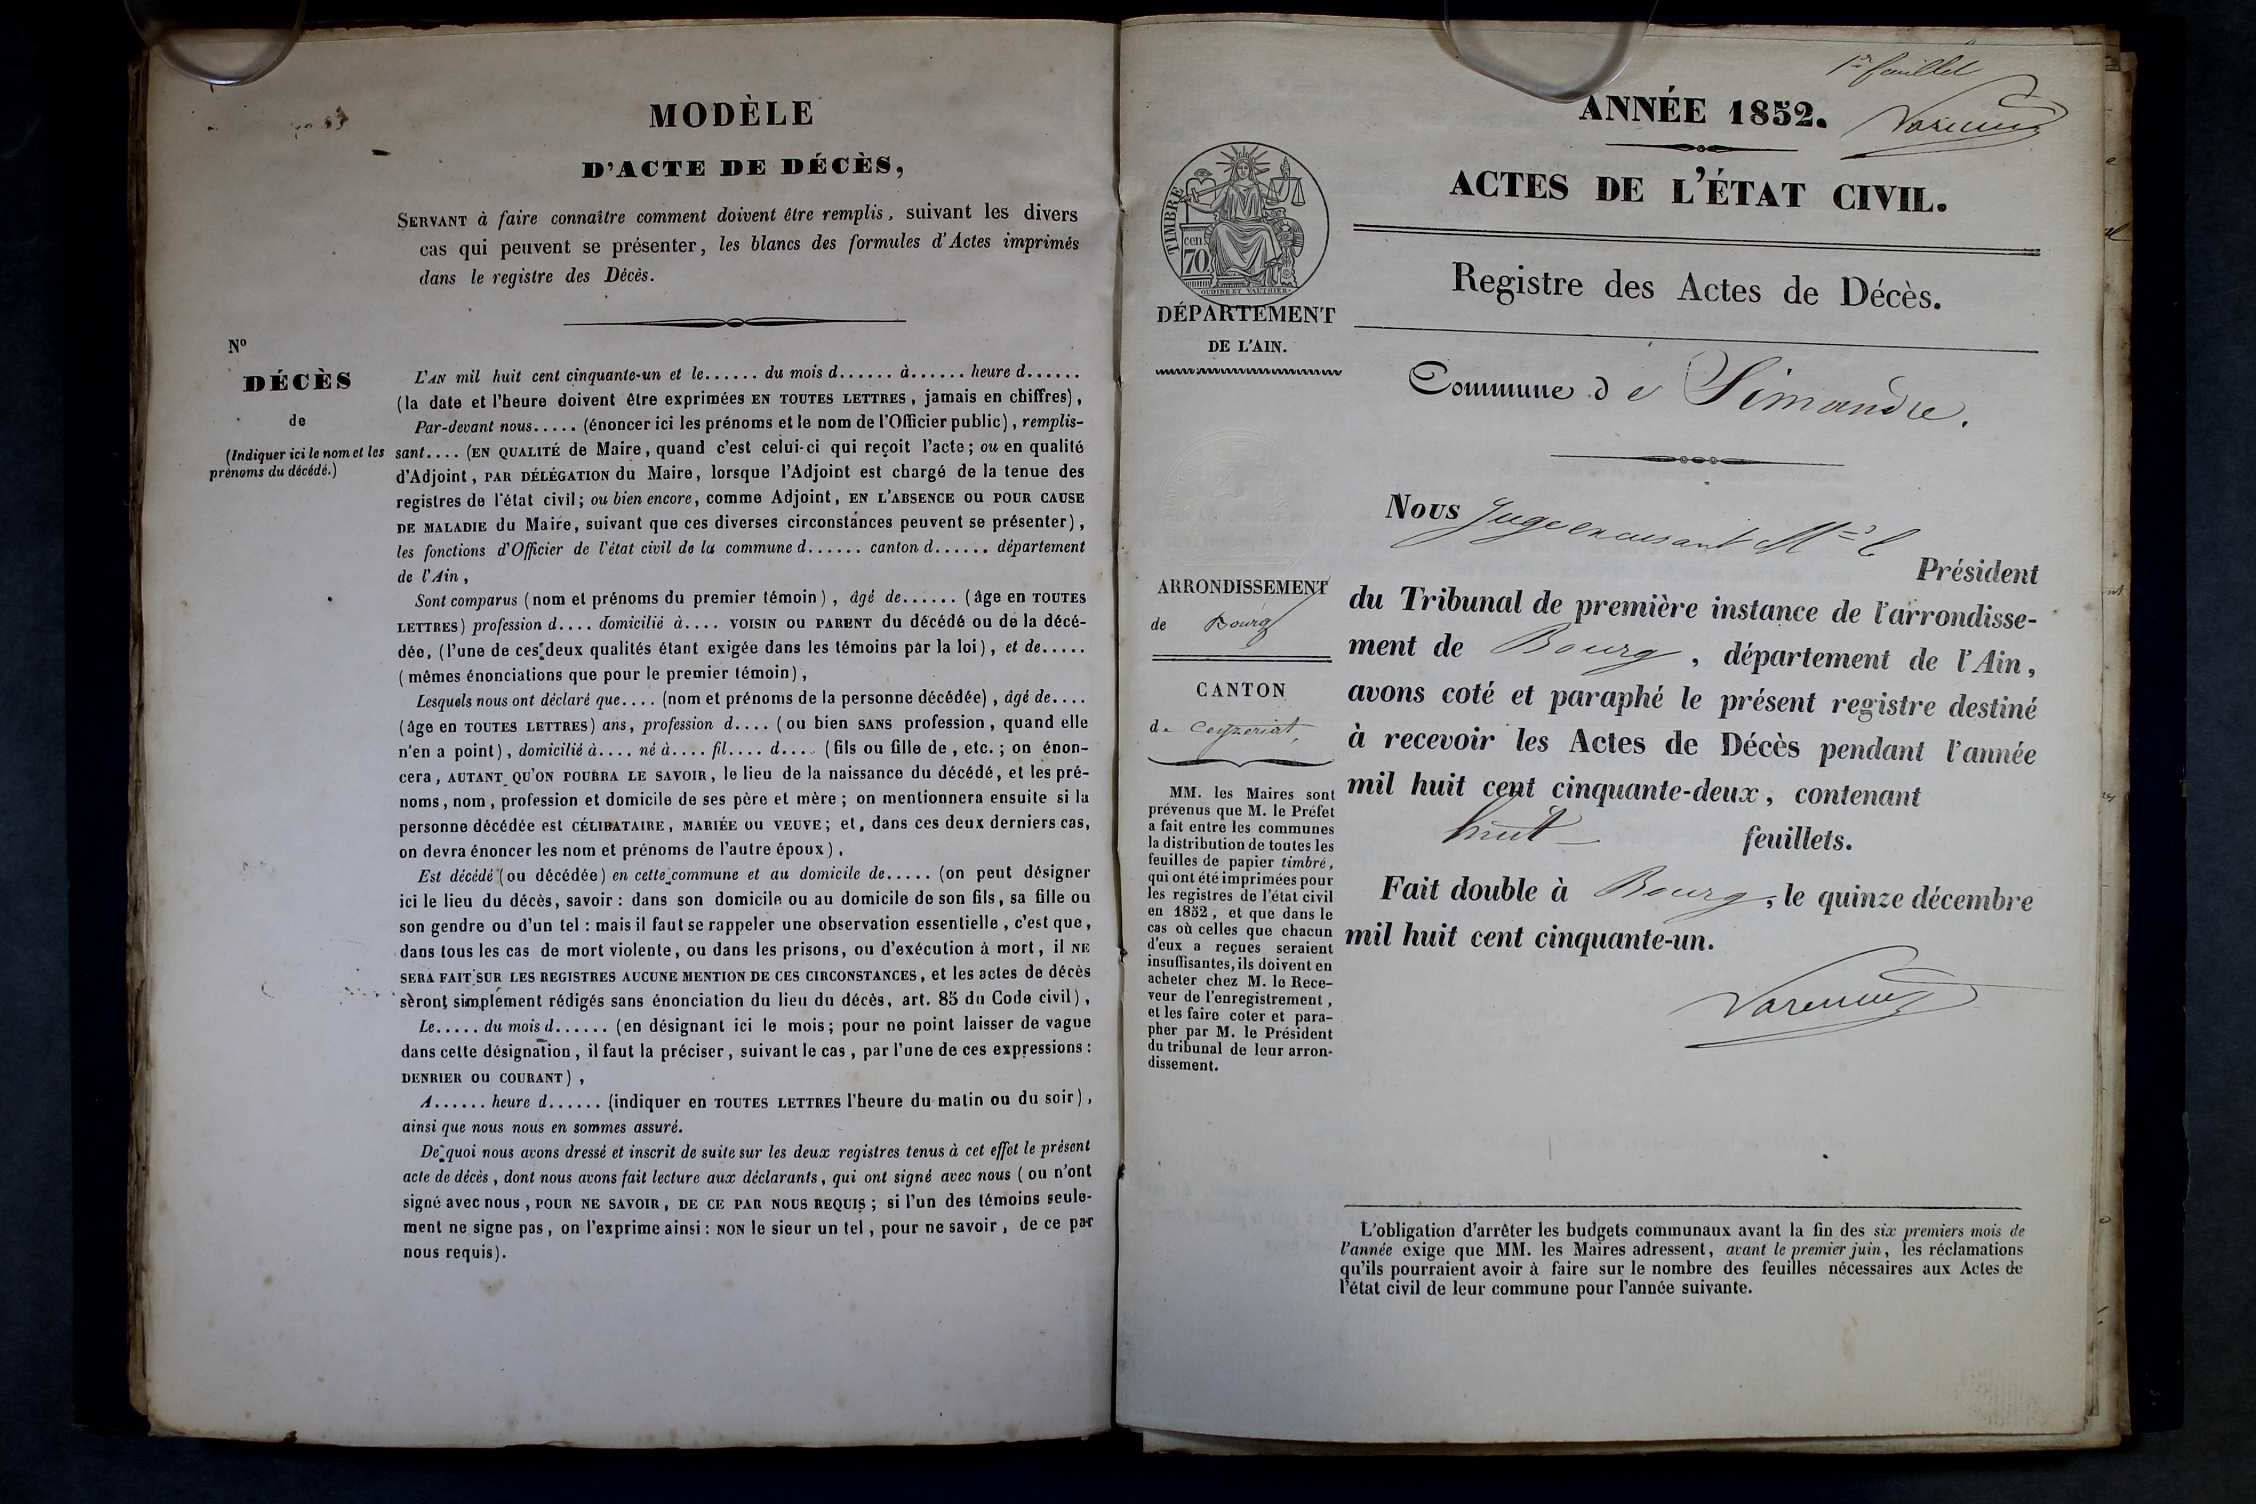 MODÈLE
D'ACTE DE DÉCÈS,
SERVANT à faire connaître comment doivent être remplis, suivant les divers
cas qui peuvent se présenter, les blancs des formules d'Actes imprimés
dans le registre des Décès.
Nº
DÉCÈS
de
(Indiquer ici le nom et les
prénoms du décédé.)
L'AN mil huit cent cinquante-un et le...... du mois d...... à...... heure d......
(la date et l'heure doivent être exprimées EN TOUTES LETTRES, jamais en chiffres),
Par-devant nous..... (énoncer ici les prénoms et le nom de l'Officier public), remplis-
sant.... (EN QUALITÉ de Maire, quand c'est celui-ci qui reçoit l'acte; ou en qualité
d'Adjoint, PAR DÉLÉGATION du Maire, lorsque l'Adjoint est chargé de la tenue des
registres de l'état civil; ou bien encore, comme Adjoint, EN L'ABSENCE OU POUR CAUSE
DE MALADIE du Maire, suivant que ces diverses circonstances peuvent se présenter),
les fonctions d'Officier de l'état civil de la commune d...... canton d...... département
de l'Ain,
Sont comparus (nom et prénoms du premier témoin), âgé de...... (âge en TOUTES
LETTRES) profession d.... domicilié à.... VOISIN OU PARENT du décédé ou de la décé-
dée, (l'une de ces deux qualités étant exigée dans les témoins par la loi), et de.....
(mêmes énonciations que pour le premier témoin),
Lesquels nous ont déclaré que.... (nom et prénoms de la personne décédée), âgé de....
(âge en TOUTES LETTRES) ans, profession d.... (ou bien SANS profession, quand elle
n'en a point), domicilié à.... né à.... fil.... d.... (fils ou fille de, etc.; on énon-
cera, AUTANT QU'ON POURRA LE SAVOIR, le lieu de la naissance du décédé, et les pré-
noms, nom, profession et domicile de ses père et mère; on mentionnera ensuite si la
personne décédée est CÉLIBATAIRE, MARIÉE OU VEUVE; et, dans ces deux derniers cas,
on devra énoncer les nom et prénoms de l'autre époux),
Est décédé (ou décédée) en cette commune et au domicile de..... (on peut désigner
ici le lieu du décès, savoir: dans son domicile ou au domicile de son fils, sa fille ou
son gendre ou d'un tel: mais il faut se rappeler une observation essentielle, c'est que,
dans tous les cas de mort violente, ou dans les prisons, ou d'exécution à mort, il NE
SERA FAIT SUR LES REGISTRES AUCUNE MENTION DE CES CIRCONSTANCES, et les actes de décès
seront simplement rédigés sans énonciation du lieu du décès, art. 85 du Code civil),
Le..... du mois d...... (en désignant ici le mois; pour ne point laisser de vague
dans cette désignation, il faut la préciser, suivant le cas, par l'une de ces expressions:
DENRIER OU COURANT),
A...... heure d...... (indiquer en TOUTES LETTRES l'heure du matin ou du soir),
ainsi que nous nous en sommes assuré.
De quoi nous avons dressé et inscrit de suite sur les deux registres tenus à cet effet le présent
acte de décès, dont nous avons fait lecture aux déclarants, qui ont signé avec nous (ou n'ont
signé avec nous, POUR NE SAVOIR, DE CE PAR NOUS REQUIS; si l'un des témoins seule-
ment ne signe pas, on l'exprime ainsi: NON le sieur un tel, pour ne savoir, de ce par
nous requis).
1er feuillet
ANNÉE 1852.
ACTES DE L'ÉTAT CIVIL.
TIMBRE
cen
70
OUDINE ET VAUTHIER.
DÉPARTEMENT
DE L'AIN.
Registre des Actes de Décès.
Commune de Simandre.
ARRONDISSEMENT
de Bourg
CANTON
de Ceyzeriat,
MM. les Maires sont
prévenus que M. le Préfet
a fait entre les communes
la distribution de toutes les
feuilles de papier timbré,
qui ont été imprimées pour
les registres de l'état civil
en 1852, et que dans le
cas où celles que chacun
d'eux a reçues seraient
insuffisantes, ils doivent en
acheter chez M. le Rece-
veur de l'enregistrement,
et les faire coter et para-
pher par M. le Président
du tribunal de leur arron-
dissement.
Nous Juge en cusant Mr le
Président
du Tribunal de première instance de l'arrondisse-
ment de Bourg, département de l'Ain,
avons coté et paraphé le présent registre destiné
à recevoir les Actes de Décès pendant l'année
mil huit cent cinquante-deux, contenant
huit feuillets.
Fait double à Bourg, le quinze décembre
mil huit cent cinquante-un.
L'obligation d'arrêter les budgets communaux avant la fin des six premiers mois de
l'année exige que MM. les Maires adressent, avant le premier juin, les réclamations
qu'ils pourraient avoir à faire sur le nombre des feuilles nécessaires aux Actes de
l'état civil de leur commune pour l'année suivante.